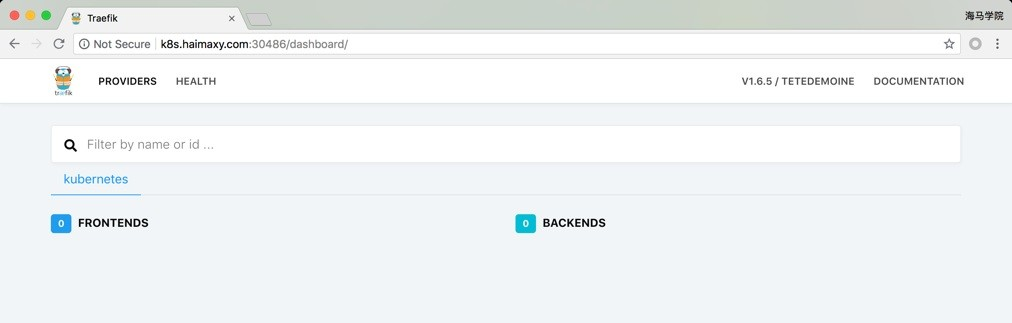 Traefik
海马学院
Not Secure k8s.haimaxy.com:30486/dashboard/
træfik PROVIDERS HEALTH V1.6.5 / TETEDEMOINE DOCUMENTATION
Filter by name or id ...
kubernetes
0 FRONTENDS 0 BACKENDS